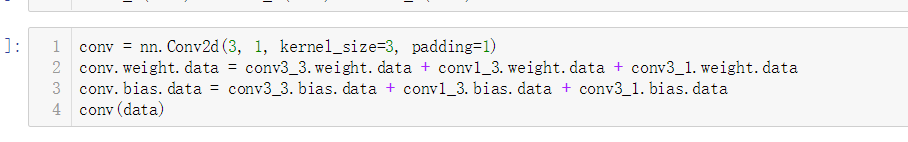 ]:
1 conv = nn.Conv2d(3, 1, kernel_size=3, padding=1)
2 conv.weight.data = conv3_3.weight.data + conv1_3.weight.data + conv3_1.weight.data
3 conv.bias.data = conv3_3.bias.data + conv1_3.bias.data + conv3_1.bias.data
4 conv(data)